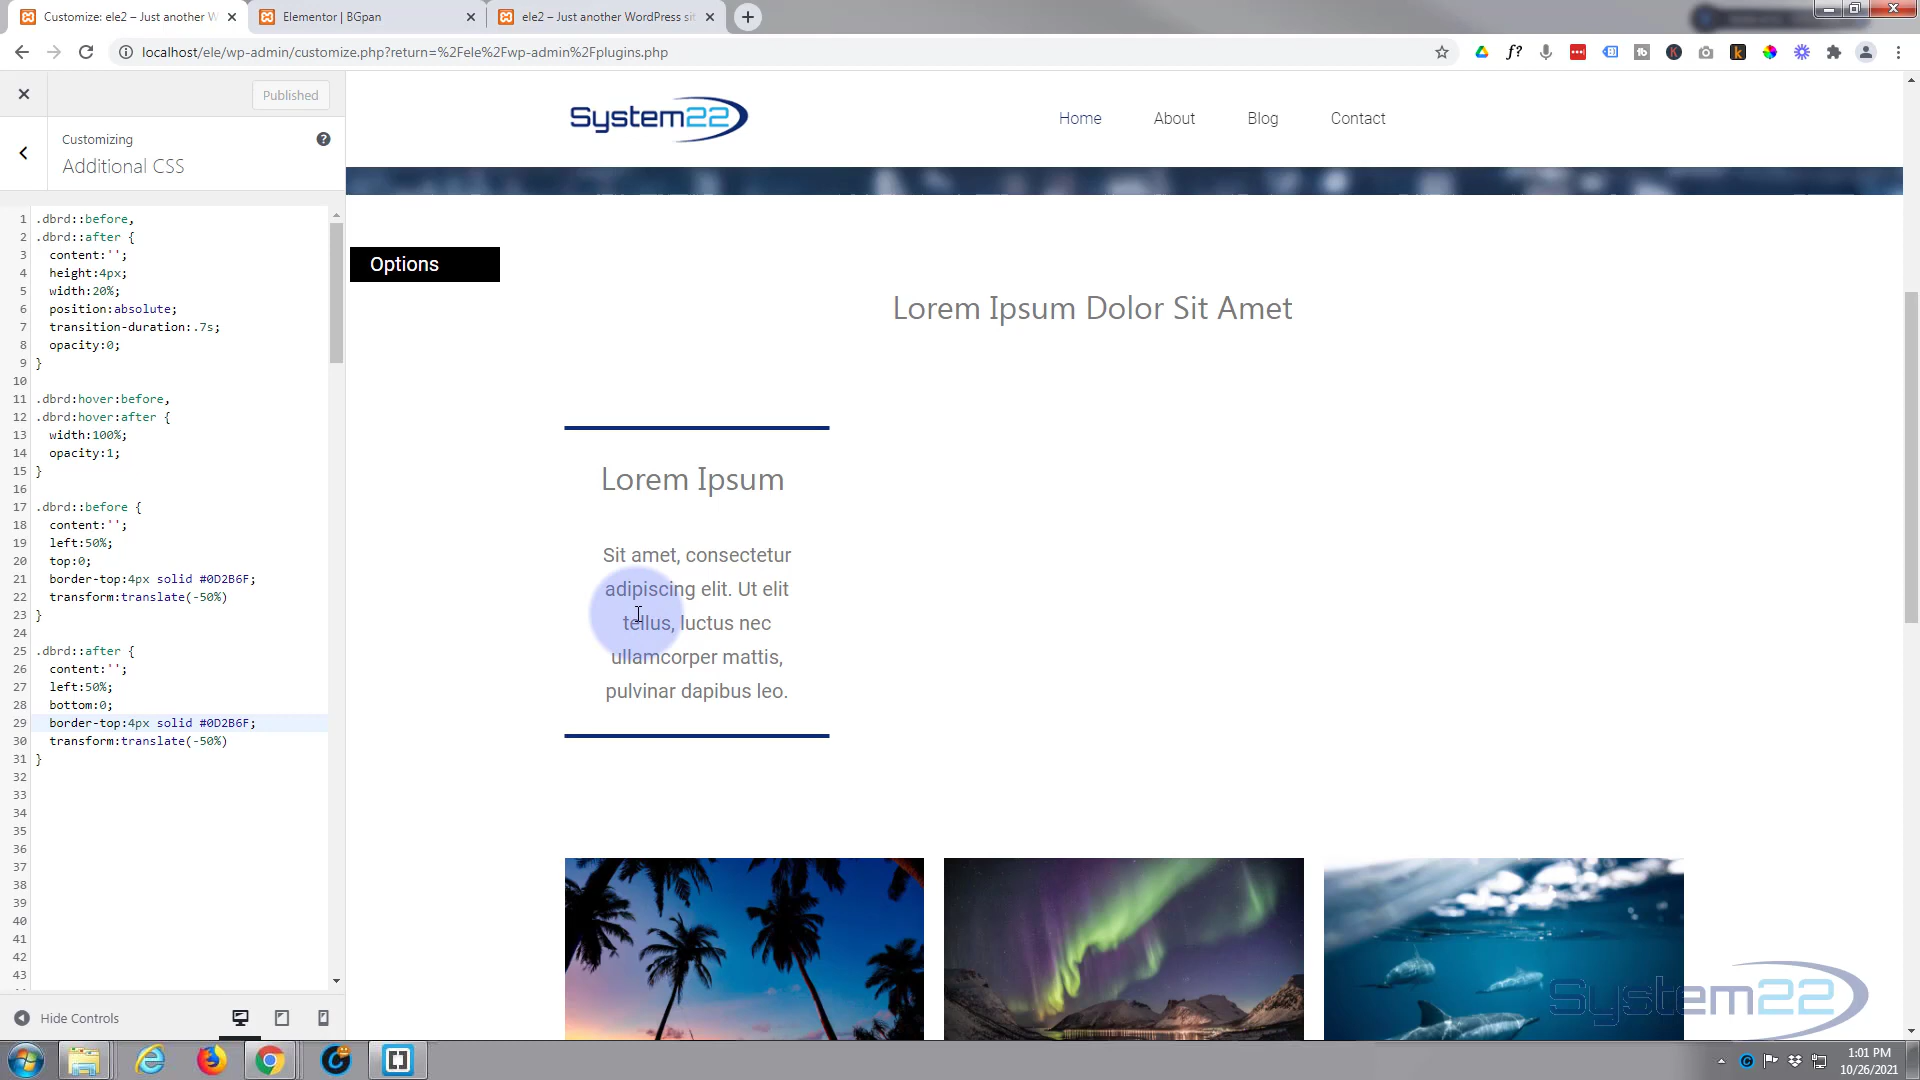 Customize: ele2 – Just another W
Elementor | BGpan
ele2 – Just another WordPress sit
localhost/ele/wp-admin/customize.php?return=%2Fele%2Fwp-admin%2Fplugins.php
Published
Customizing
Additional CSS
System22
Home
About
Blog
Contact
Options
Lorem Ipsum Dolor Sit Amet
Lorem Ipsum
Sit amet, consectetur
adipiscing elit. Ut elit
tellus, luctus nec
ullamcorper mattis,
pulvinar dapibus leo.
1 .dbrd::before,
2 .dbrd::after {
3 content:'';
4 height:4px;
5 width:20%;
6 position:absolute;
7 transition-duration:.7s;
8 opacity:0;
9 }
10
11 .dbrd:hover:before,
12 .dbrd:hover:after {
13 width:100%;
14 opacity:1;
15 }
16
17 .dbrd::before {
18 content:'';
19 left:50%;
20 top:0;
21 border-top:4px solid #0D2B6F;
22 transform:translate(-50%)
23 }
24
25 .dbrd::after {
26 content:'';
27 left:50%;
28 bottom:0;
29 border-top:4px solid #0D2B6F;
30 transform:translate(-50%)
31 }
32
33
34
35
36
37
38
39
40
41
42
43
Hide Controls
System22
1:01 PM
10/26/2021